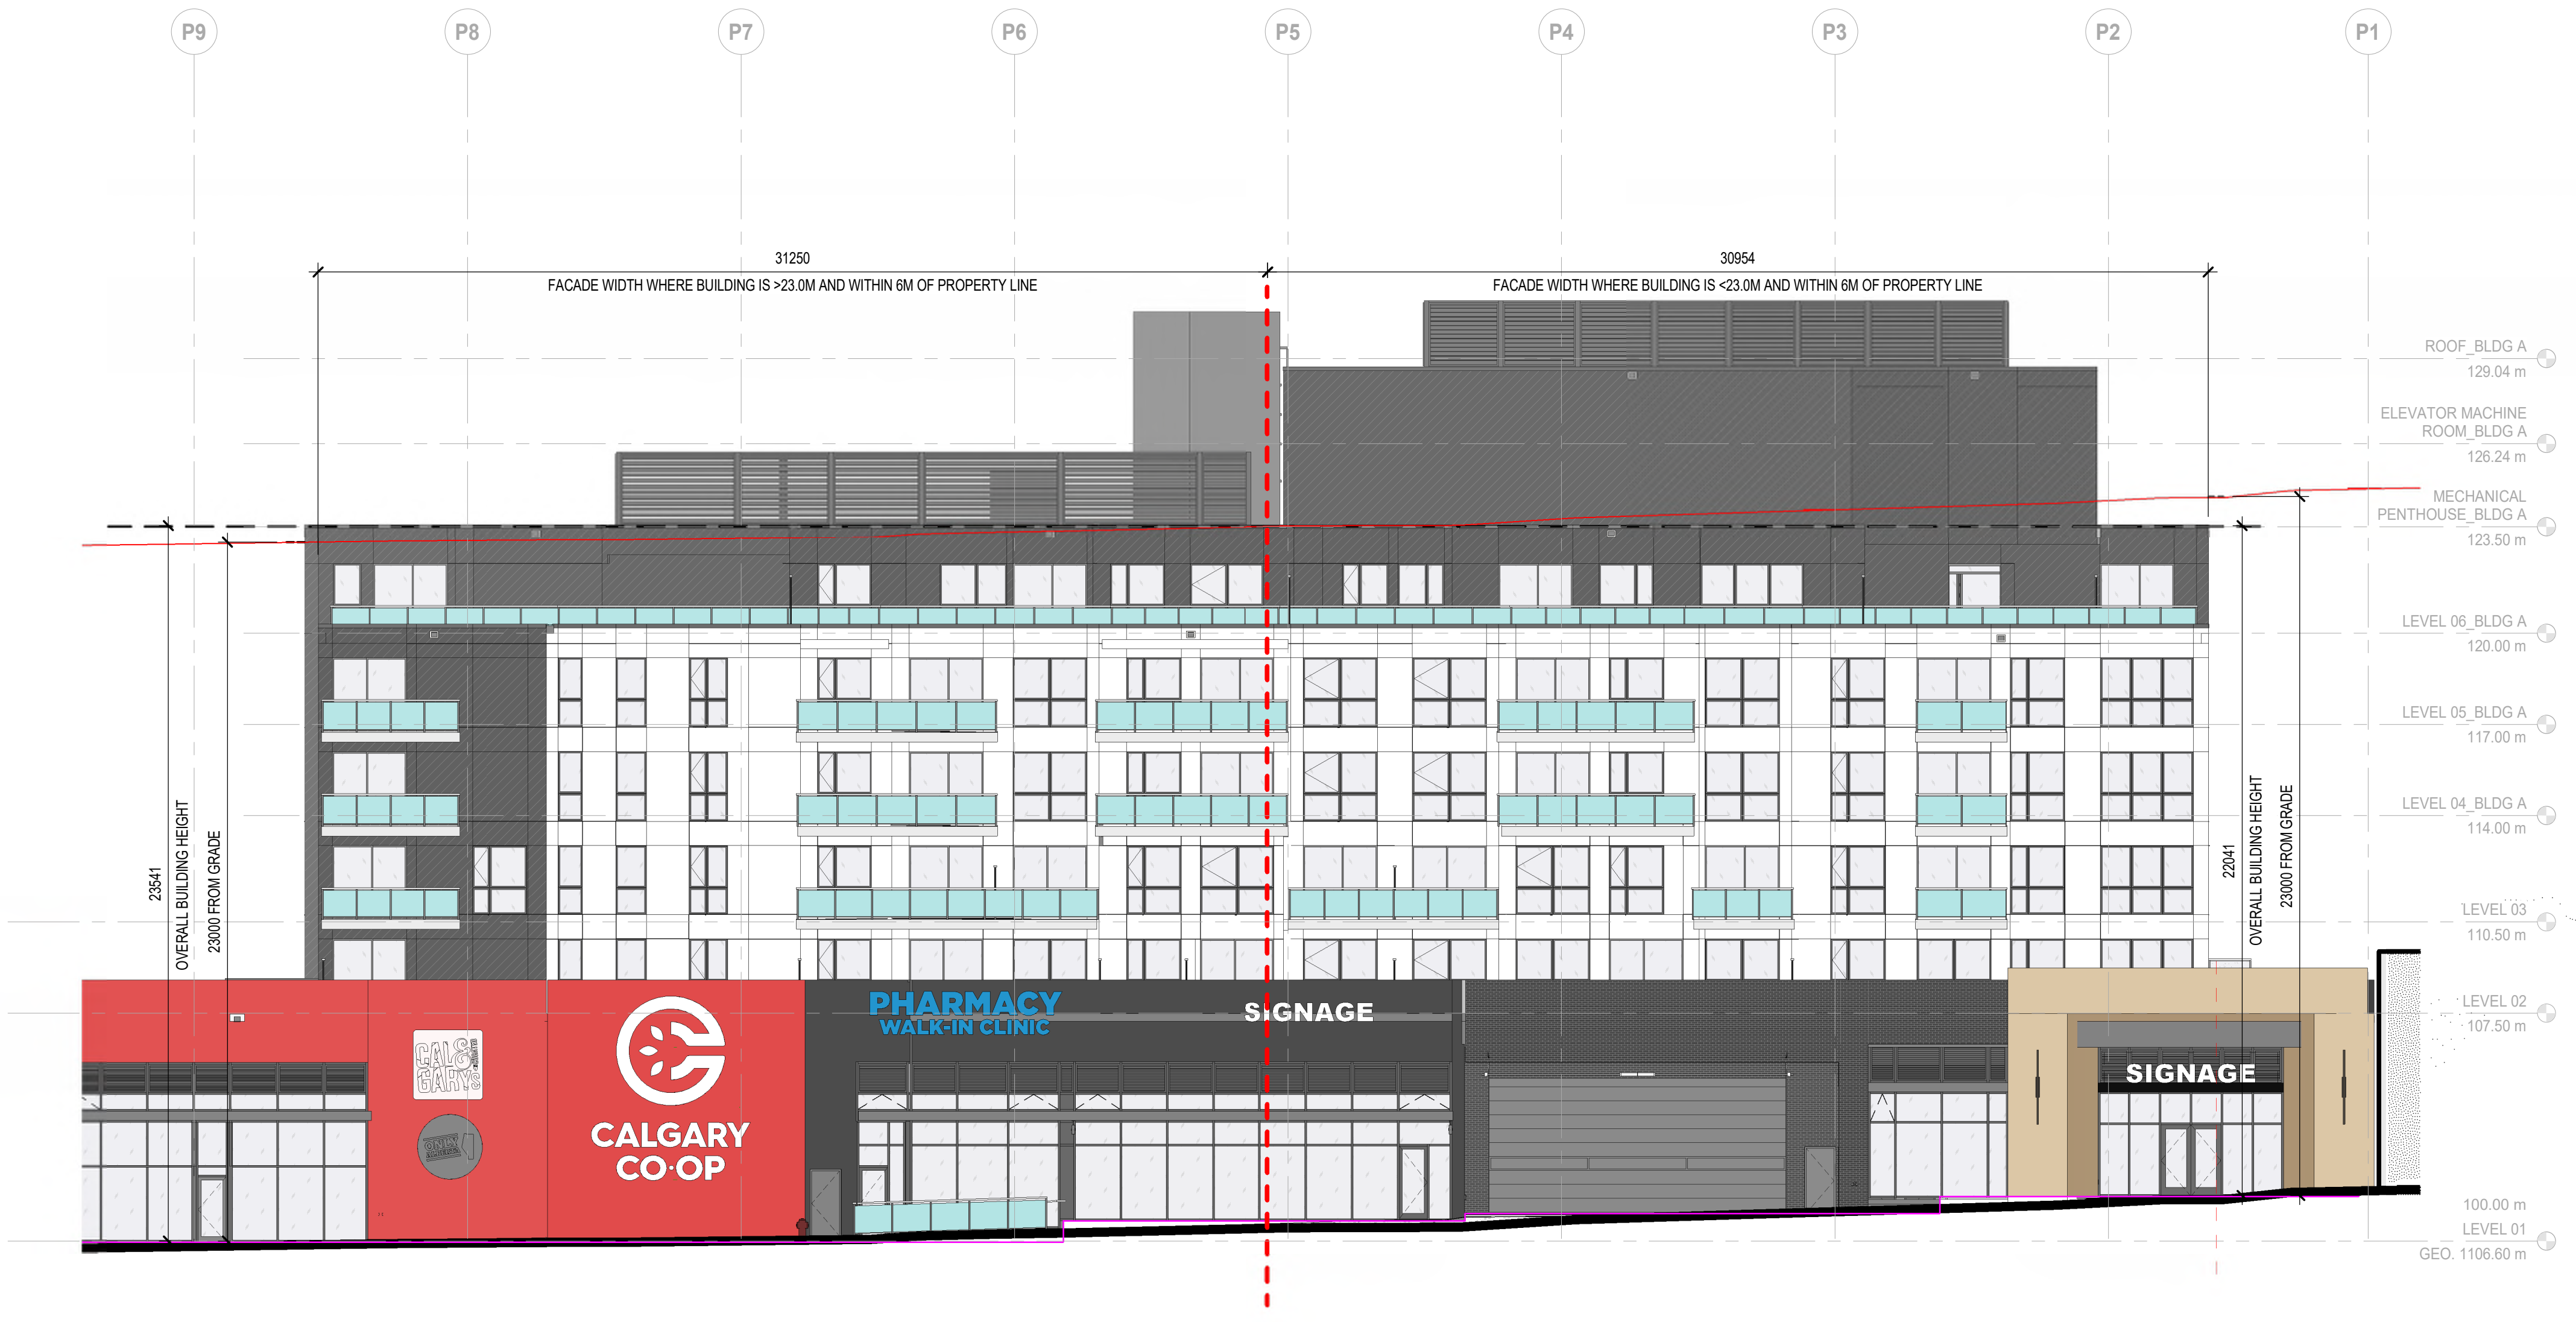 P9
P8
P7
P6
P5
P4
P3
P2
P1
31250
FACADE WIDTH WHERE BUILDING IS >23.0M AND WITHIN 6M OF PROPERTY LINE
30954
FACADE WIDTH WHERE BUILDING IS <23.0M AND WITHIN 6M OF PROPERTY LINE
ROOF_BLDG A
129.04 m
ELEVATOR MACHINE
ROOM_BLDG A
126.24 m
MECHANICAL
PENTHOUSE_BLDG A
123.50 m
LEVEL 06_BLDG A
120.00 m
LEVEL 05_BLDG A
117.00 m
LEVEL 04_BLDG A
114.00 m
LEVEL 03
110.50 m
LEVEL 02
107.50 m
100.00 m
LEVEL 01
GEO. 1106.60 m
23541
OVERALL BUILDING HEIGHT
23000 FROM GRADE
22041
OVERALL BUILDING HEIGHT
23000 FROM GRADE
PHARMACY
WALK-IN CLINIC
SIGNAGE
CAL&
GARYS
ONLY
ALBERTA
CALGARY
CO·OP
SIGNAGE